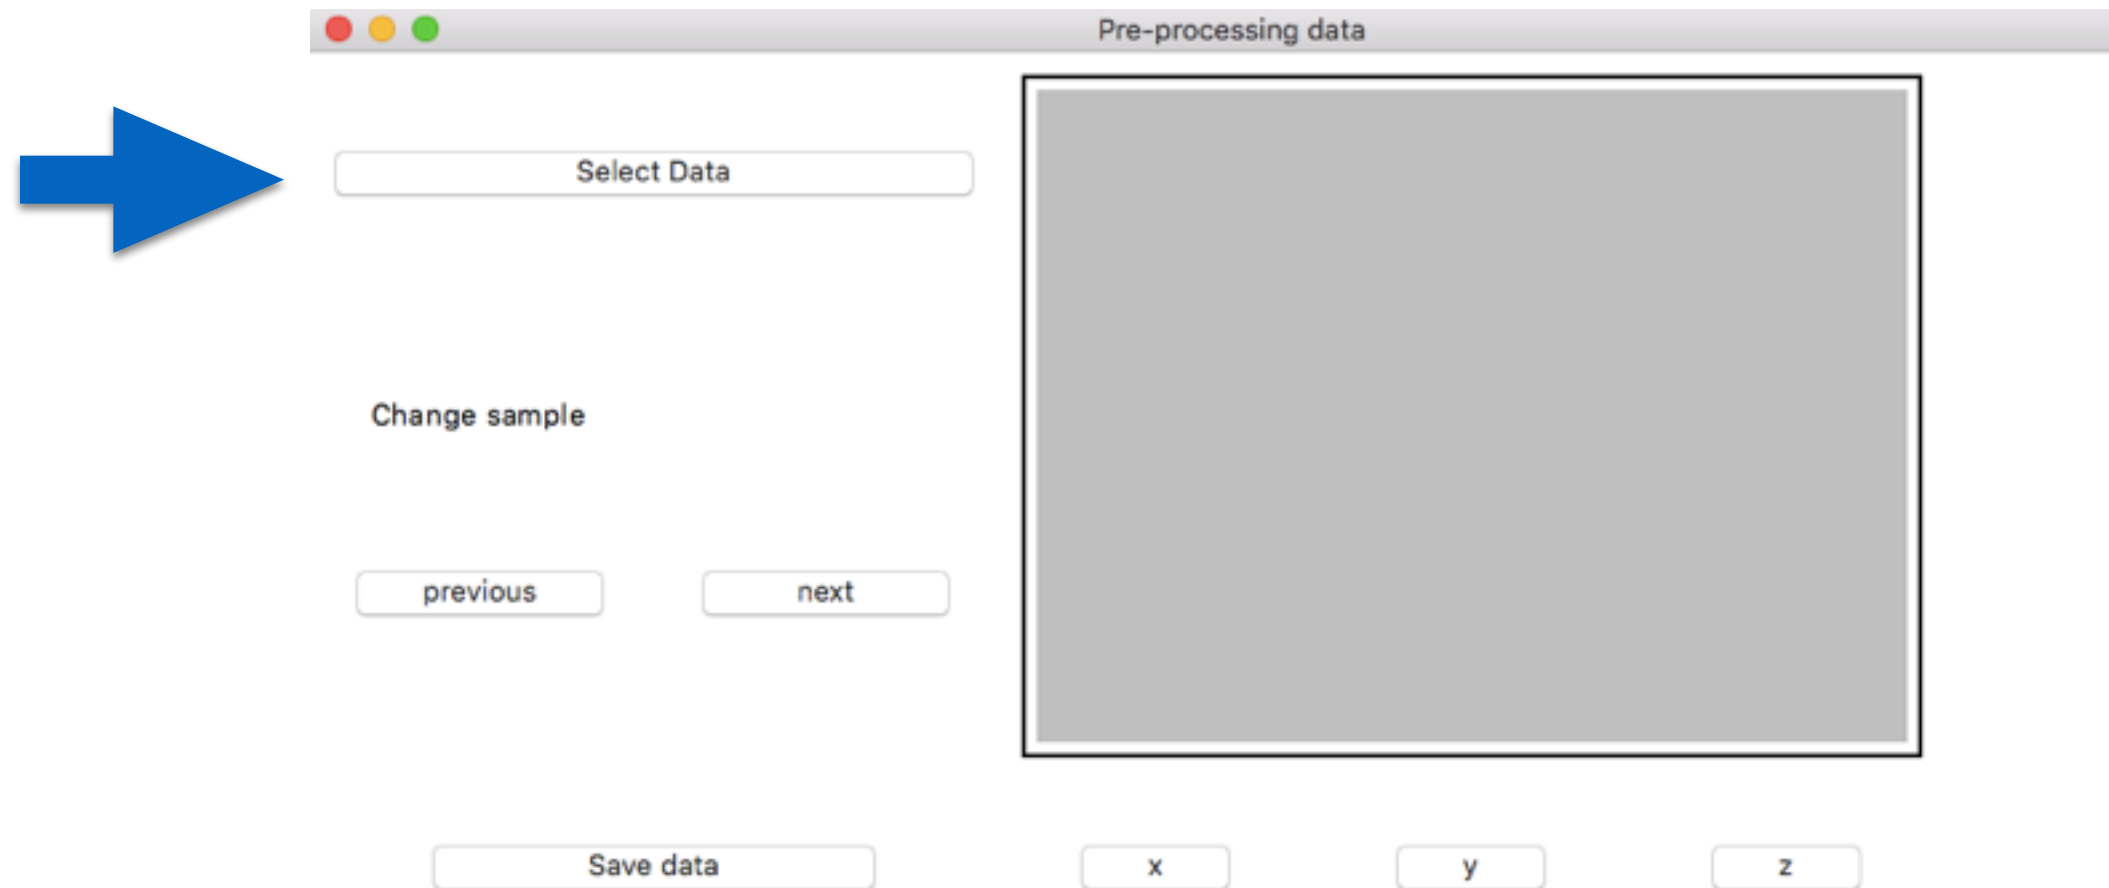 Pre-processing data
Select Data
Change sample
previous next
Save data x y z